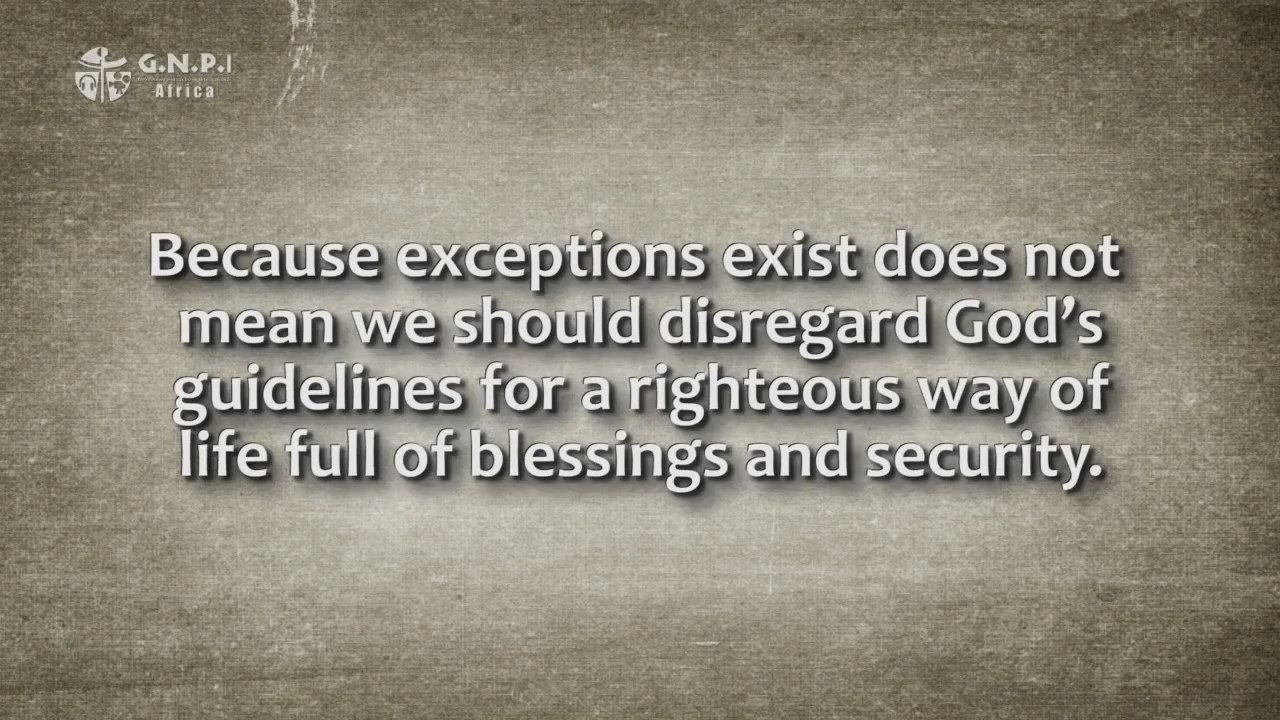 G.N.P.I
Africa
Because exceptions exist does not
mean we should disregard God’s
guidelines for a righteous way of
life full of blessings and security.